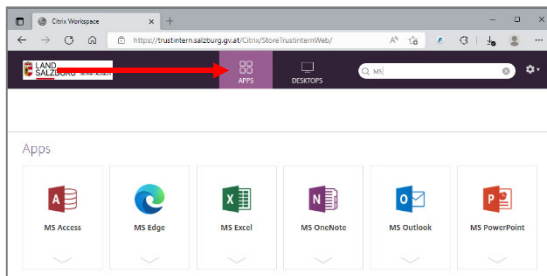 Citrix Workspace
https://trustintern.salzburg.gv.at/Citrix/StoreTrustinternWeb/
LAND
SALZBURG
APPS
DESKTOPS
MS
Apps
MS Access
MS Edge
MS Excel
MS OneNote
MS Outlook
MS PowerPoint